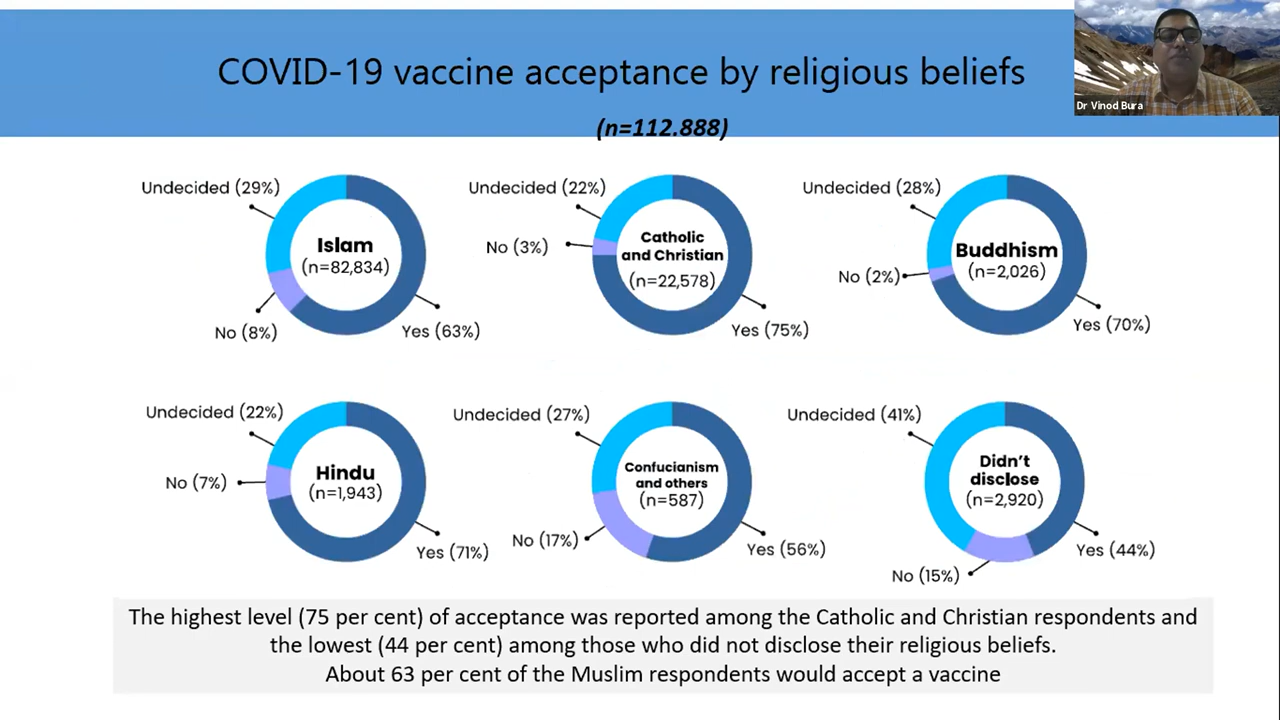 COVID-19 vaccine acceptance by religious beliefs
(n=112.888)
Dr Vinod Bura
Undecided (29%)
Islam
(n=82,834)
No (8%)
Yes (63%)
Undecided (22%)
No (3%)
Catholic
and Christian
(n=22,578)
Yes (75%)
Undecided (28%)
Buddhism
(n=2,026)
No (2%)
Yes (70%)
Undecided (22%)
Hindu
(n=1,943)
No (7%)
Yes (71%)
Undecided (27%)
Confucianism
and others
(n=587)
No (17%)
Yes (56%)
Undecided (41%)
Didn't
disclose
(n=2,920)
Yes (44%)
No (15%)
The highest level (75 per cent) of acceptance was reported among the Catholic and Christian respondents and
the lowest (44 per cent) among those who did not disclose their religious beliefs.
About 63 per cent of the Muslim respondents would accept a vaccine